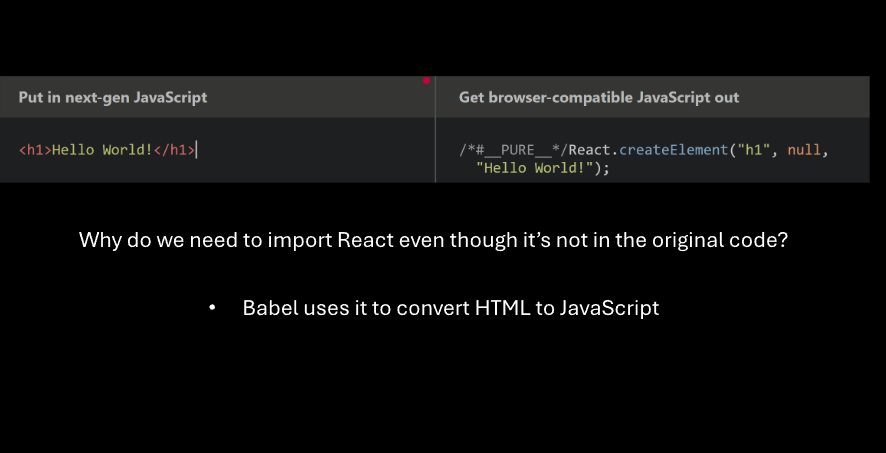 Put in next-gen JavaScript
Get browser-compatible JavaScript out
<h1>Hello World!</h1>
/*#__PURE__*/React.createElement("h1", null,
"Hello World!");
Why do we need to import React even though it’s not in the original code?
• Babel uses it to convert HTML to JavaScript